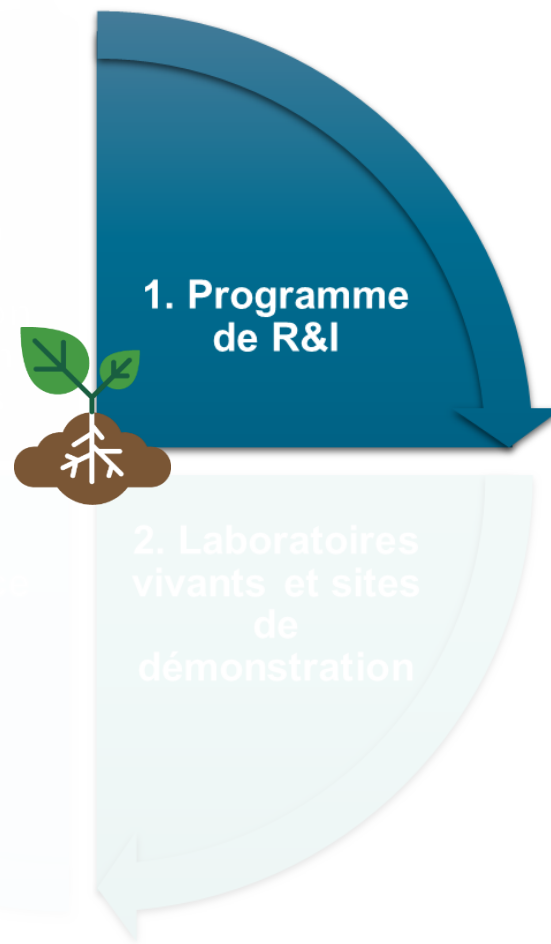 1. Programme
de R&I
2. Laboratoires
vivants et sites
de
démonstration